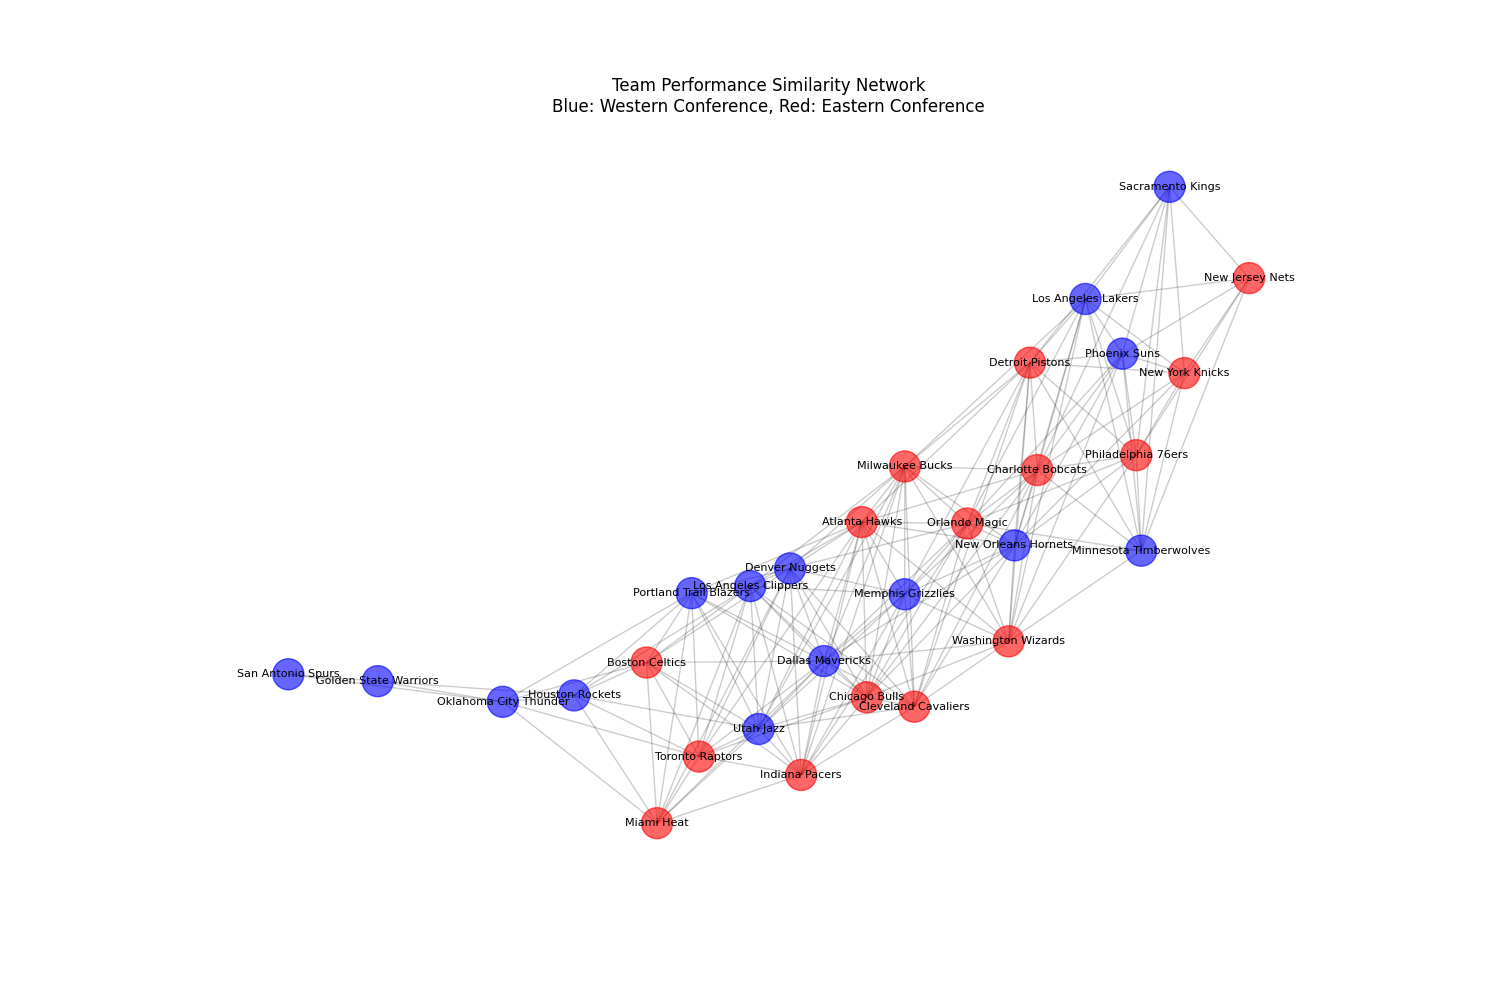 Team Performance Similarity Network
Blue: Western Conference, Red: Eastern Conference
Sacramento Kings
New Jersey Nets
Los Angeles Lakers
Phoenix Suns
Detroit Pistons
New York Knicks
Philadelphia 76ers
Milwaukee Bucks
Charlotte Bobcats
Atlanta Hawks
Orlando Magic
New Orleans Hornets
Minnesota Timberwolves
Denver Nuggets
Los Angeles Clippers
Portland Trail Blazers
Memphis Grizzlies
Washington Wizards
Boston Celtics
Dallas Mavericks
San Antonio Spurs
Golden State Warriors
Houston Rockets
Oklahoma City Thunder
Chicago Bulls
Cleveland Cavaliers
Utah Jazz
Toronto Raptors
Indiana Pacers
Miami Heat